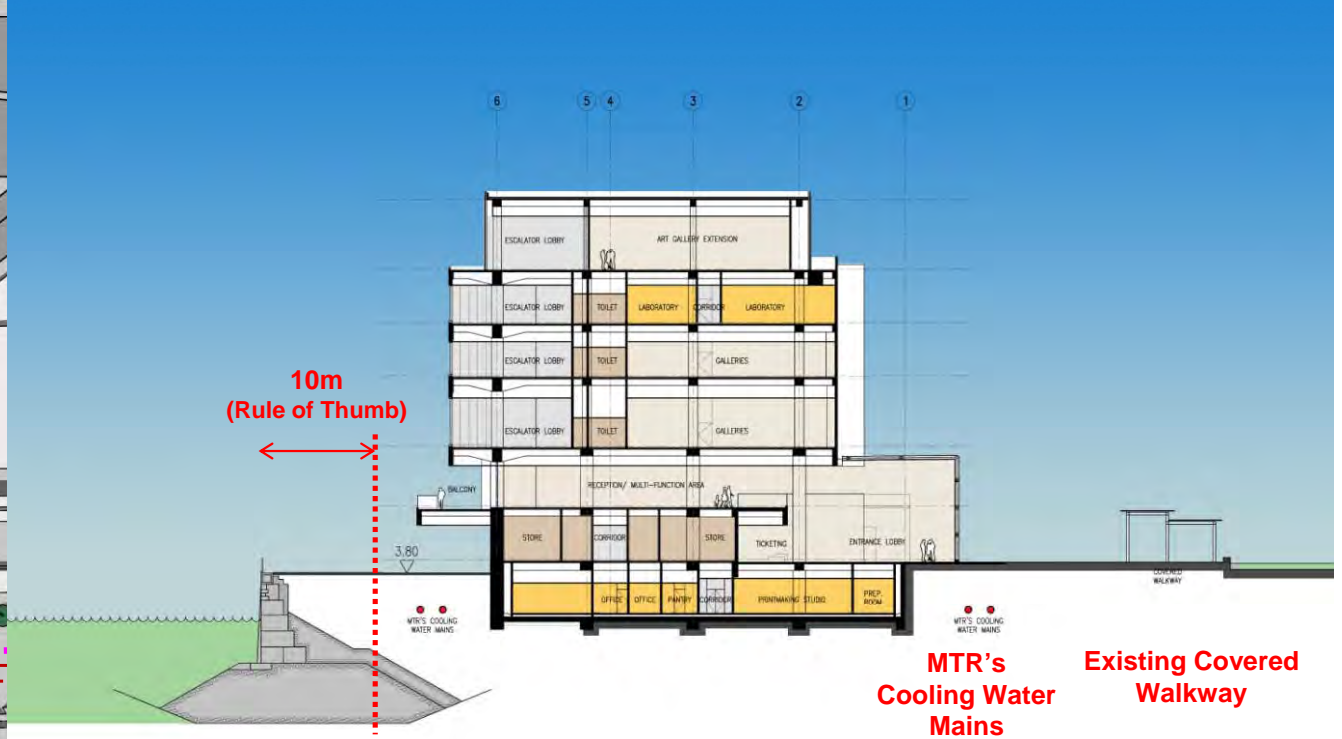 6 5 4 3 2 1
ESCALATOR LOBBY ART GALLERY EXTENSION
ESCALATOR LOBBY TOILET LABORATORY CORRIDOR LABORATORY
ESCALATOR LOBBY TOILET GALLERIES
10m
(Rule of Thumb)
ESCALATOR LOBBY TOILET GALLERIES
BALCONY RECEPTION/ MULTI-FUNCTION AREA
STORE CORRIDOR STORE TICKETING ENTRANCE LOBBY
3.80
COVERED
WALKWAY
OFFICE OFFICE PANTRY CORRIDOR PRINTMAKING STUDIO PREP.
ROOM
MTR'S COOLING
WATER MAINS
MTR'S COOLING
WATER MAINS
MTR's
Cooling Water
Mains
Existing Covered
Walkway